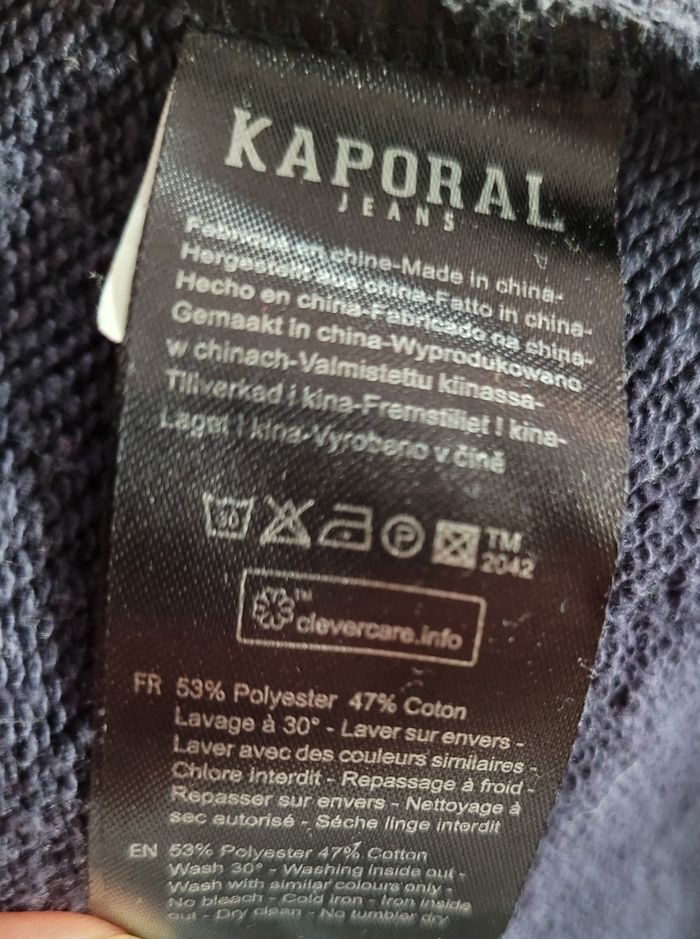 KAPORAL
JEANS
Fabriqué en chine-Made in china-
Hergestellt aus china-Fatto in china-
Hecho en china-Fabricado na china-
Gemaakt in china-Wyprodukowano
w chinach-Valmistettu kiinassa-
Tillverkad i kina-Fremstillet I kina-
Laget I kina-Vyrobeno v čině
30
P
TM
2042
TM
clevercare.info
FR 53% Polyester 47% Coton
Lavage à 30° - Laver sur envers -
Laver avec des couleurs similaires -
Chlore interdit - Repassage à froid -
Repasser sur envers - Nettoyage à
sec autorisé - Séche linge interdit
EN 53% Polyester 47% Cotton
Wash 30° - Washing inside out -
Wash with similar colours only -
No bleach - Cold iron - Iron inside
out - Dry clean - No tumbler dry